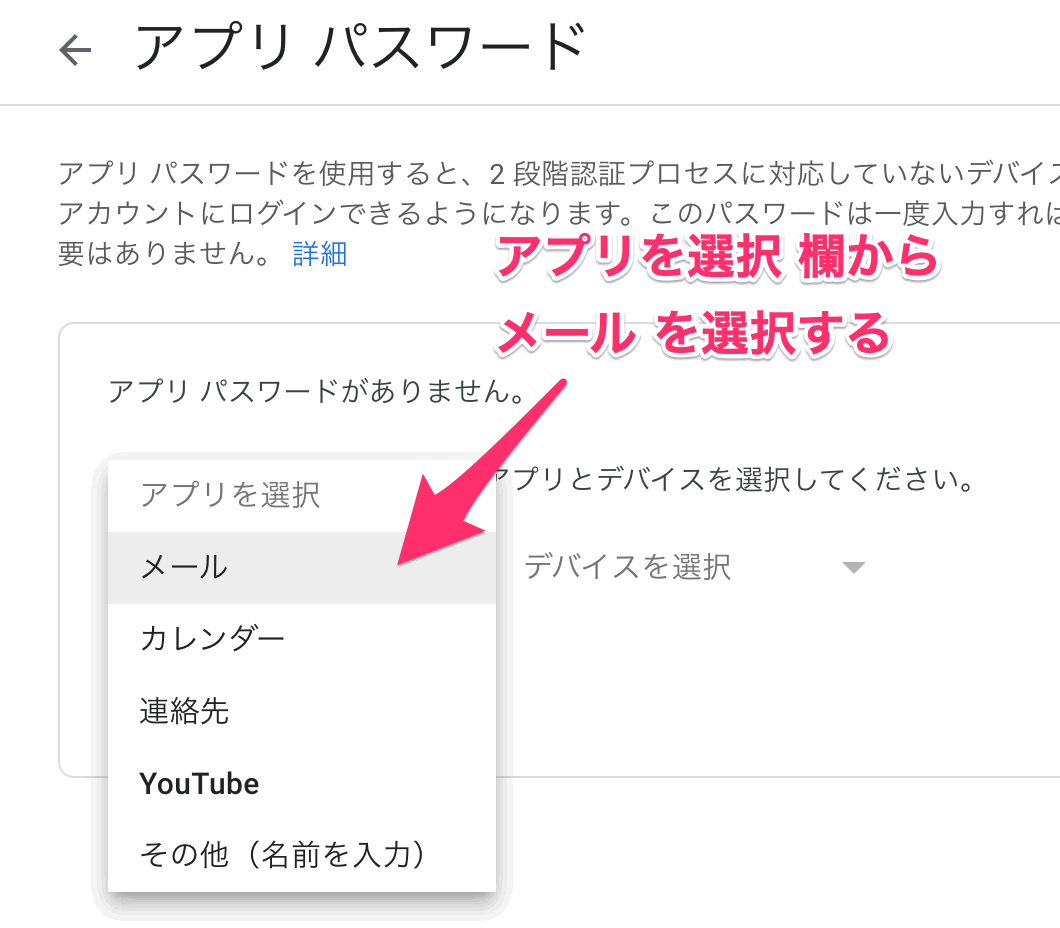 アプリ パスワード
アプリ パスワードを使用すると、2 段階認証プロセスに対応していないデバイス
アカウントにログインできるようになります。このパスワードは一度入力すれば
要はありません。 詳細
アプリを選択 欄から
メール を選択する
アプリ パスワードがありません。
アプリとデバイスを選択してください。
アプリを選択
メール
デバイスを選択
カレンダー
連絡先
YouTube
その他（名前を入力）